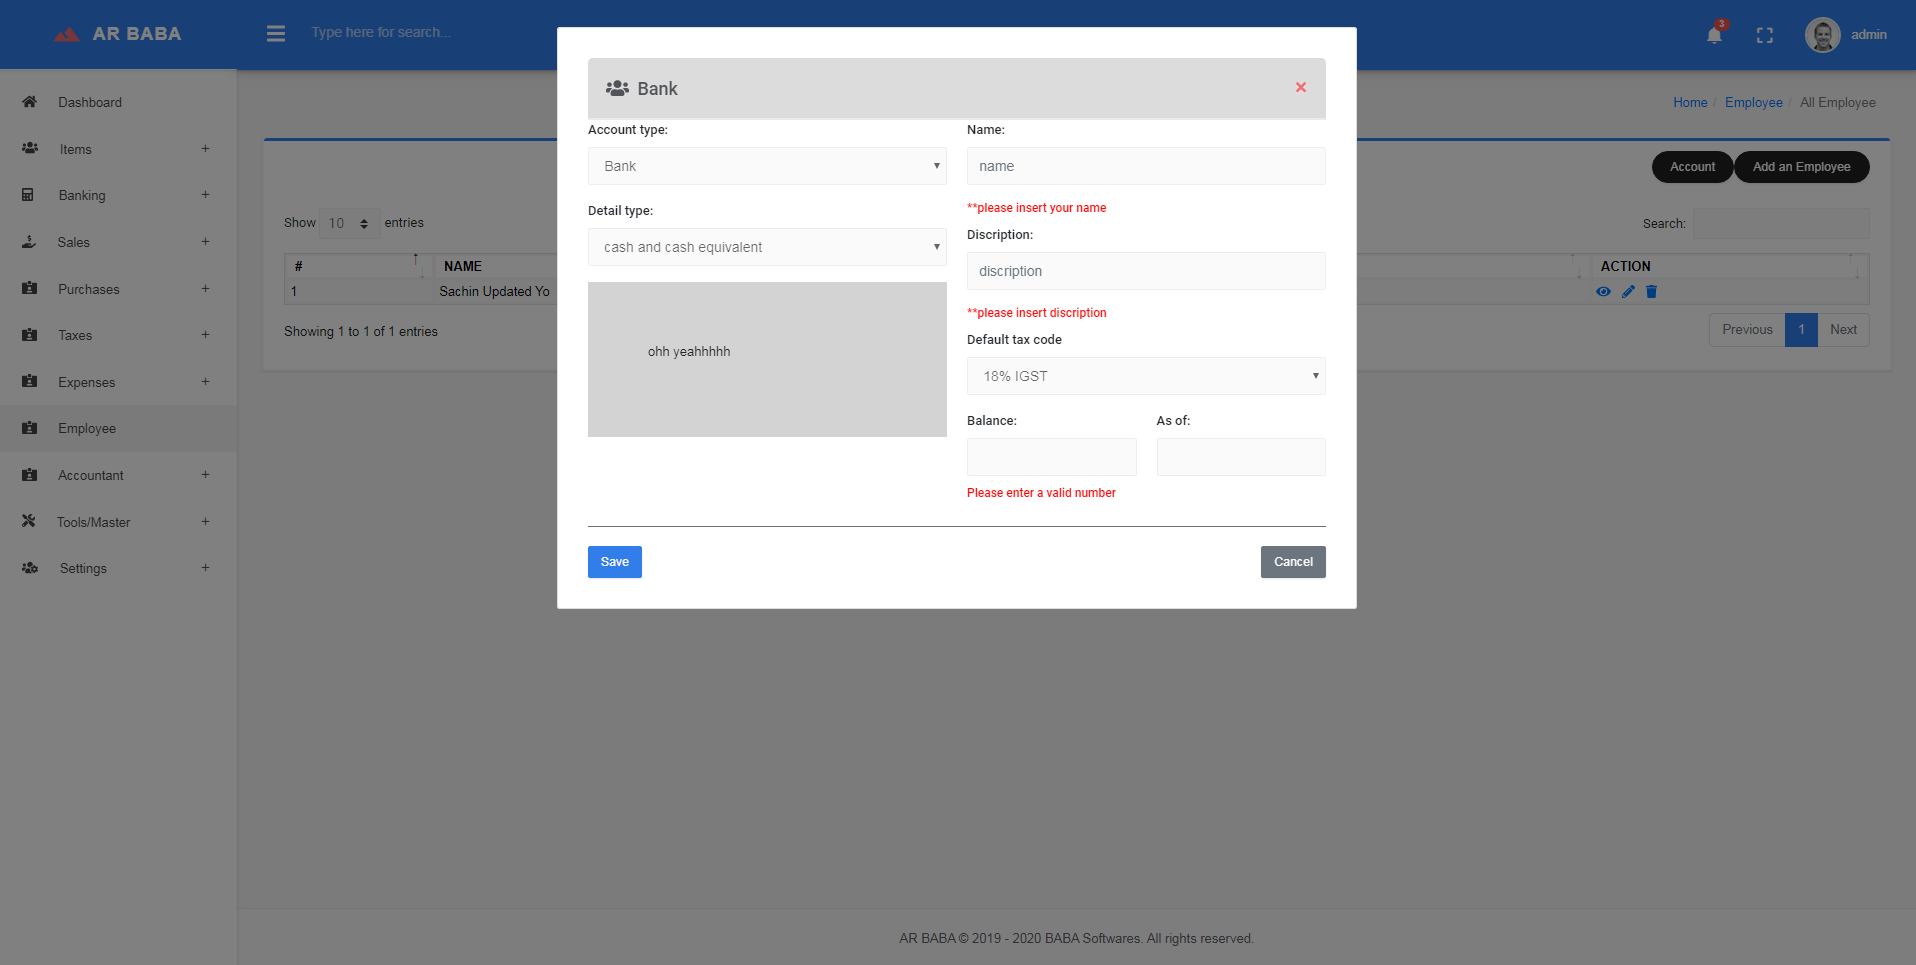 AR BABA
Type here for search...
3
admin
Dashboard
Items +
Banking +
Sales +
Purchases +
Taxes +
Expenses +
Employee
Accountant +
Tools/Master +
Settings +
Home / Employee / All Employee
Account
Add an Employee
Show 10 entries
Search:
# NAME ACTION
1 Sachin Updated Yo
Showing 1 to 1 of 1 entries
Previous 1 Next
Bank
×
Account type:
Bank
Detail type:
cash and cash equivalent
ohh yeahhhhh
Name:
name
**please insert your name
Discription:
discription
**please insert discription
Default tax code
18% IGST
Balance: As of:
Please enter a valid number
Save
Cancel
AR BABA © 2019 - 2020 BABA Softwares. All rights reserved.